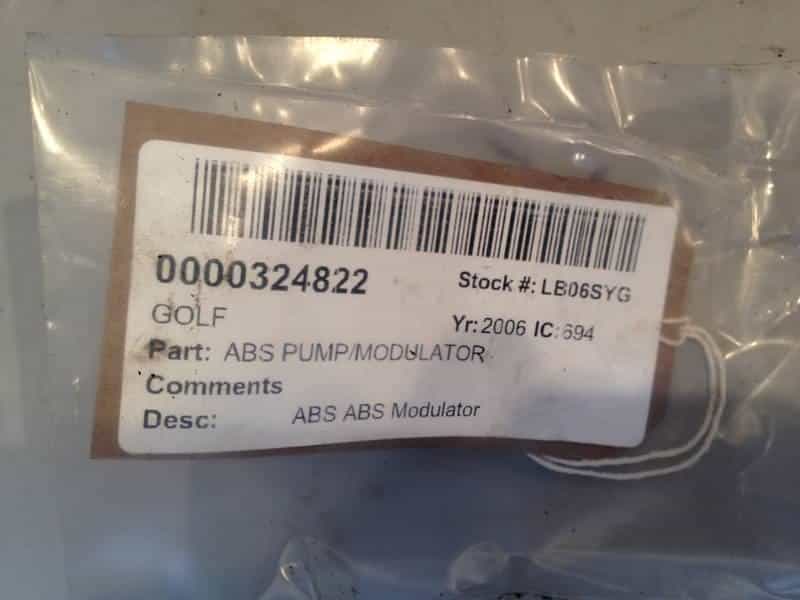 0000324822 Stock #: LB06SYG
GOLF Yr: 2006 IC: 694
Part: ABS PUMP/MODULATOR
Comments
Desc: ABS ABS Modulator